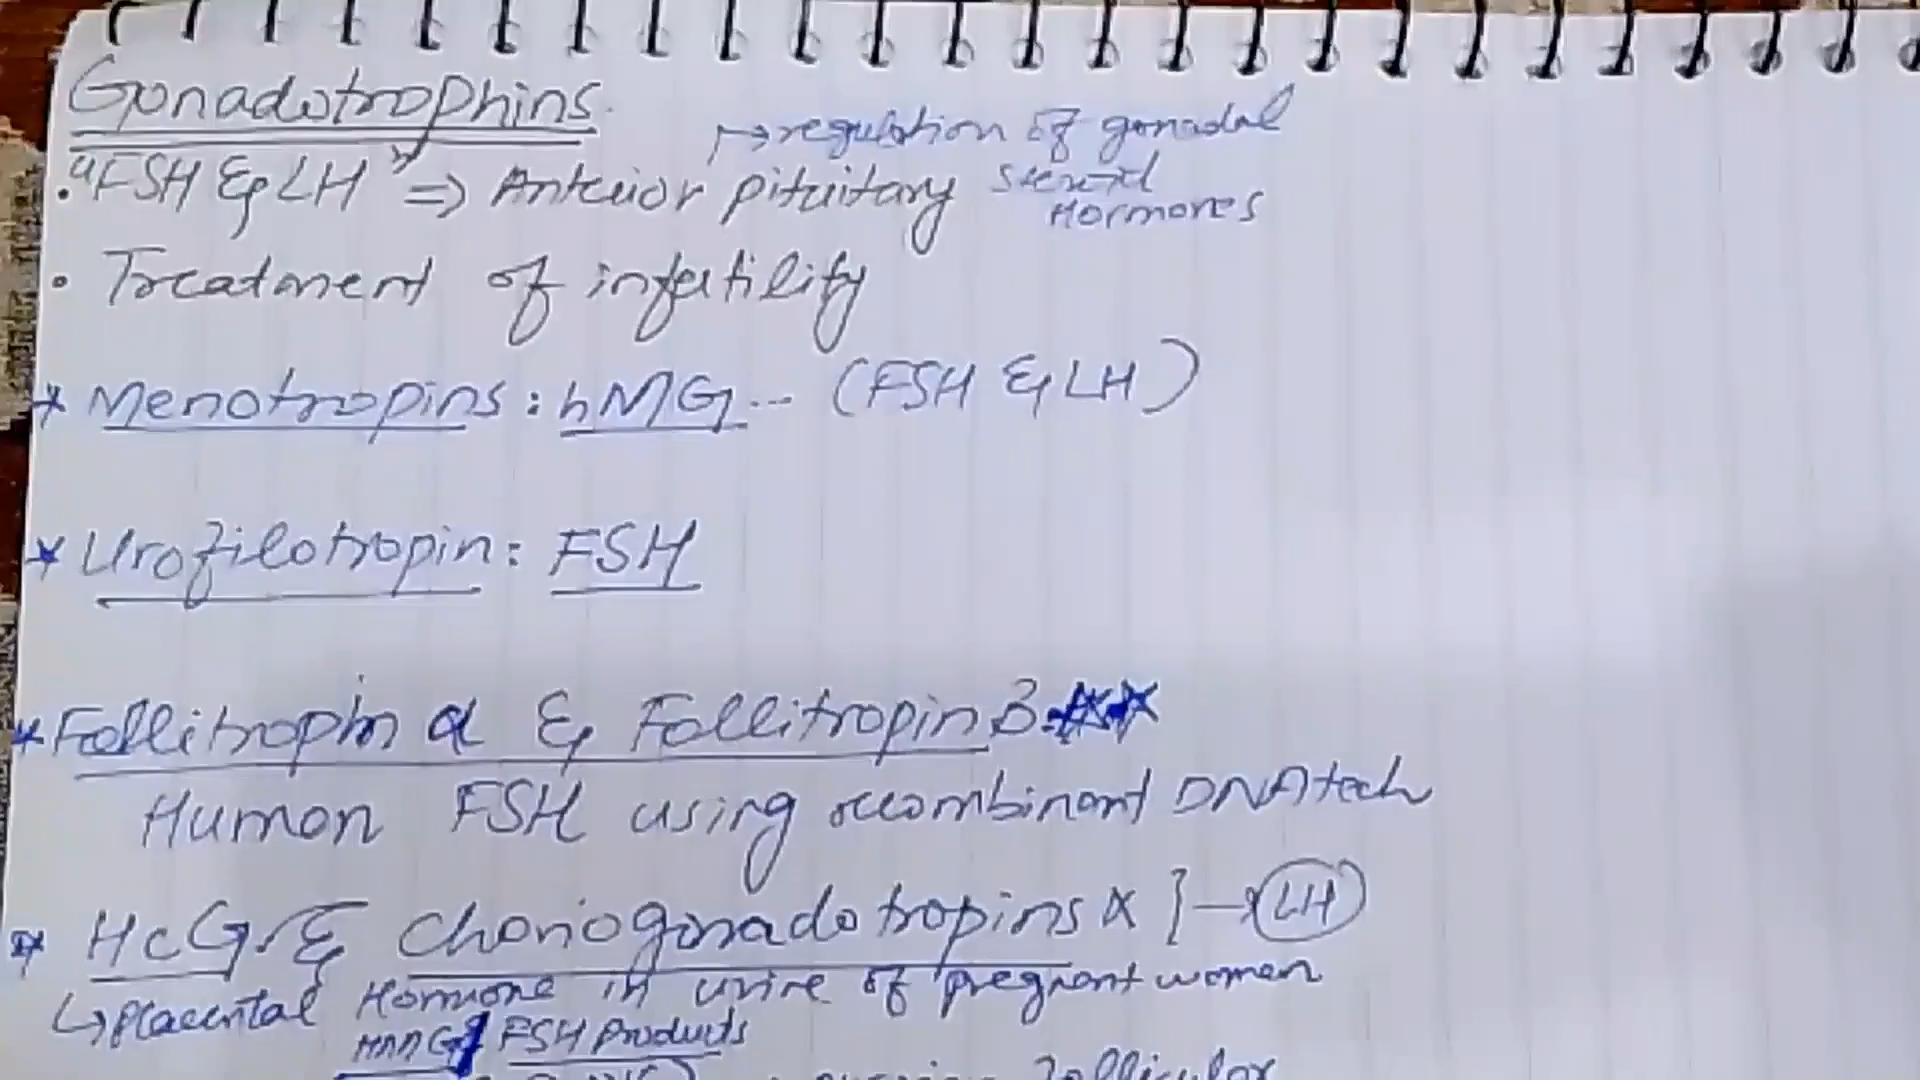 Gonadotrophins.
→ regulation of gonadal
• "FSH & LH" ⇒ Anterior pituitary
Steroid
Hormones
• Treatment of infertility
* Menotropins: hMG... (FSH & LH)
* Urofilotropin: FSH
* Follitropin α & Follitropin B **
Human FSH using recombinant DNA tech
* HcG & choriogonadotropins α ] → LH
↳ placental Hormone in urine of pregnant women
FSH Products
follicular